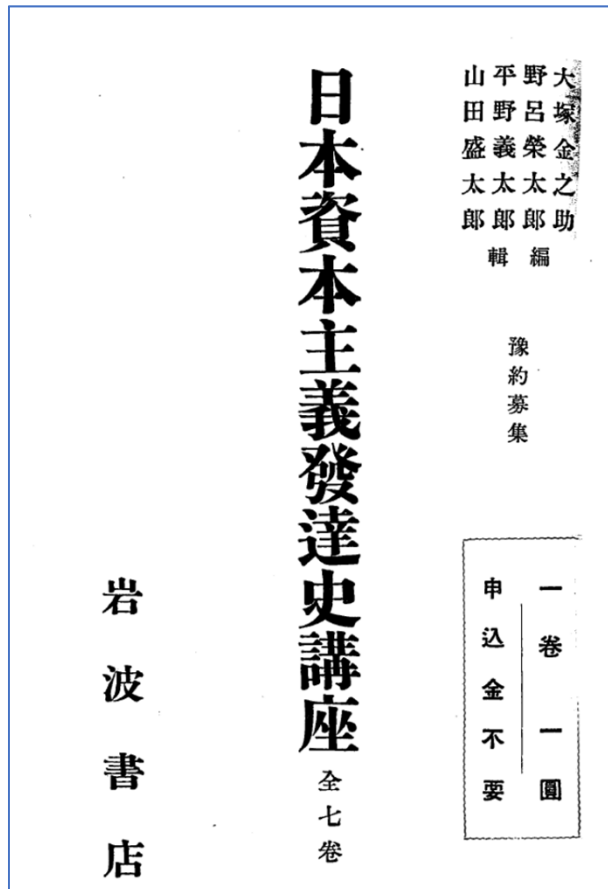 大塚金之助
野呂榮太郎
平野義太郎
山田盛太郎
編輯
豫約募集
一卷一圓
申込金不要
日本資本主義發達史講座
全七卷
岩波書店